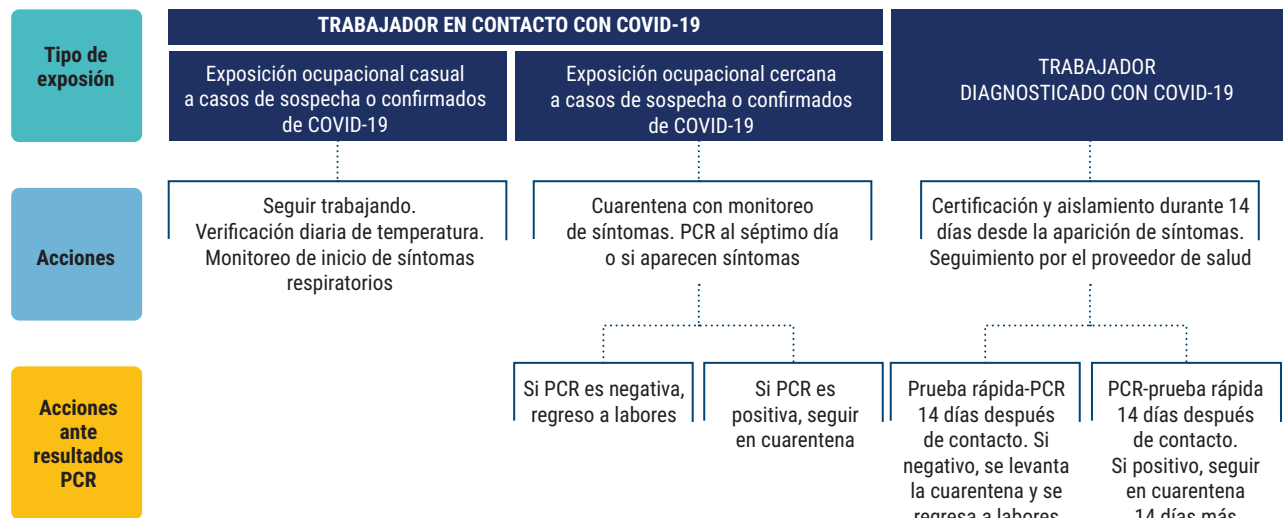 Tipo de
exposión
TRABAJADOR EN CONTACTO CON COVID-19
Exposición ocupacional casual
a casos de sospecha o confirmados
de COVID-19
Exposición ocupacional cercana
a casos de sospecha o confirmados
de COVID-19
TRABAJADOR
DIAGNOSTICADO CON COVID-19
Acciones
Seguir trabajando.
Verificación diaria de temperatura.
Monitoreo de inicio de síntomas
respiratorios
Cuarentena con monitoreo
de síntomas. PCR al séptimo día
o si aparecen síntomas
Certificación y aislamiento durante 14
días desde la aparición de síntomas.
Seguimiento por el proveedor de salud
Acciones
ante
resultados
PCR
Si PCR es negativa,
regreso a labores
Si PCR es
positiva, seguir
en cuarentena
Prueba rápida-PCR
14 días después
de contacto. Si
negativo, se levanta
la cuarentena y se
regresa a labores
PCR-prueba rápida
14 días después
de contacto.
Si positivo, seguir
en cuarentena
14 días más